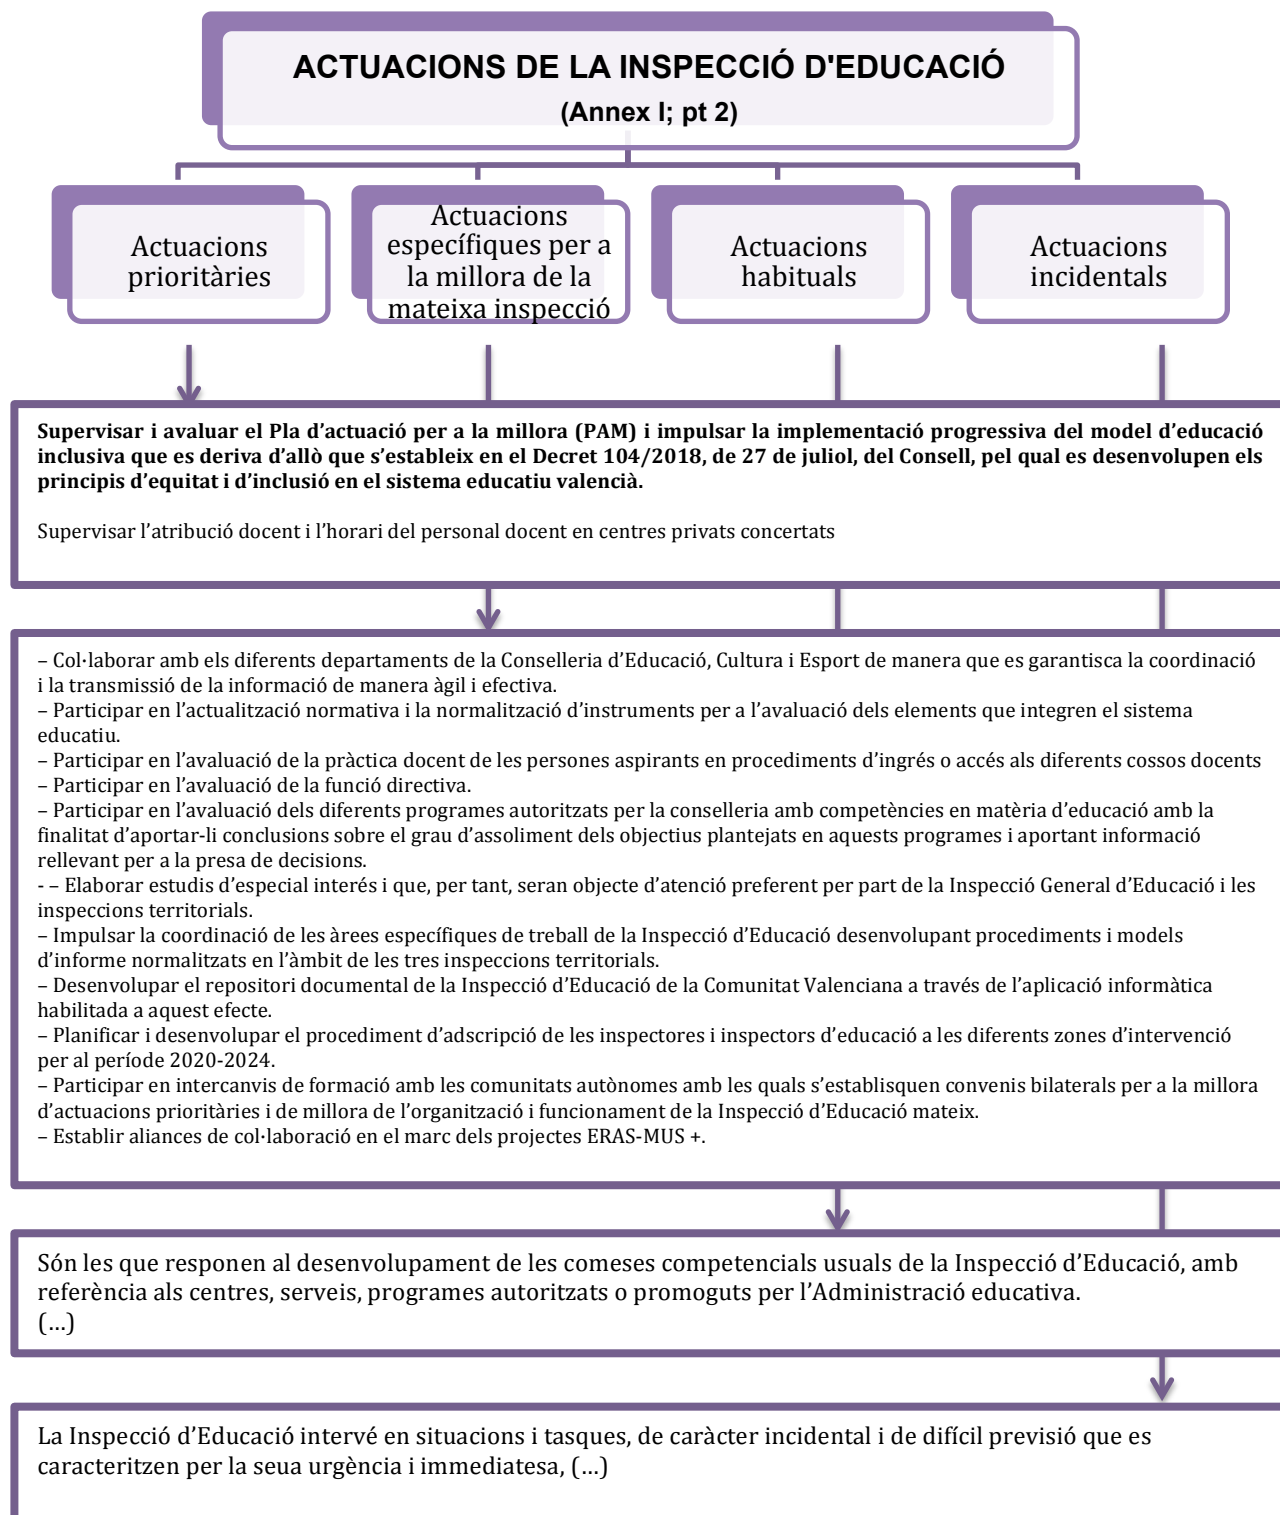 ACTUACIONS DE LA INSPECCIÓ D'EDUCACIÓ
(Annex I; pt 2)
Actuacions
prioritàries
Actuacions
específiques per a
la millora de la
mateixa inspecció
Actuacions
habituals
Actuacions
incidentals
Supervisar i avaluar el Pla d’actuació per a la millora (PAM) i impulsar la implementació progressiva del model d’educació
inclusiva que es deriva d’allò que s’estableix en el Decret 104/2018, de 27 de juliol, del Consell, pel qual es desenvolupen els
principis d’equitat i d’inclusió en el sistema educatiu valencià.
Supervisar l’atribució docent i l’horari del personal docent en centres privats concertats
– Col·laborar amb els diferents departaments de la Conselleria d’Educació, Cultura i Esport de manera que es garantisca la coordinació
i la transmissió de la informació de manera àgil i efectiva.
– Participar en l’actualització normativa i la normalització d’instruments per a l’avaluació dels elements que integren el sistema
educatiu.
– Participar en l’avaluació de la pràctica docent de les persones aspirants en procediments d’ingrés o accés als diferents cossos docents
– Participar en l’avaluació de la funció directiva.
– Participar en l’avaluació dels diferents programes autoritzats per la conselleria amb competències en matèria d’educació amb la
finalitat d’aportar-li conclusions sobre el grau d’assoliment dels objectius plantejats en aquests programes i aportant informació
rellevant per a la presa de decisions.
- – Elaborar estudis d’especial interés i que, per tant, seran objecte d’atenció preferent per part de la Inspecció General d’Educació i les
inspeccions territorials.
– Impulsar la coordinació de les àrees específiques de treball de la Inspecció d’Educació desenvolupant procediments i models
d’informe normalitzats en l’àmbit de les tres inspeccions territorials.
– Desenvolupar el repositori documental de la Inspecció d’Educació de la Comunitat Valenciana a través de l’aplicació informàtica
habilitada a aquest efecte.
– Planificar i desenvolupar el procediment d’adscripció de les inspectores i inspectors d’educació a les diferents zones d’intervenció
per al període 2020-2024.
– Participar en intercanvis de formació amb les comunitats autònomes amb les quals s’establisquen convenis bilaterals per a la millora
d’actuacions prioritàries i de millora de l’organització i funcionament de la Inspecció d’Educació mateix.
– Establir aliances de col·laboració en el marc dels projectes ERAS-MUS +.
Són les que responen al desenvolupament de les comeses competencials usuals de la Inspecció d’Educació, amb
referència als centres, serveis, programes autoritzats o promoguts per l’Administració educativa.
(…)
La Inspecció d’Educació intervé en situacions i tasques, de caràcter incidental i de difícil previsió que es
caracteritzen per la seua urgència i immediatesa, (…)